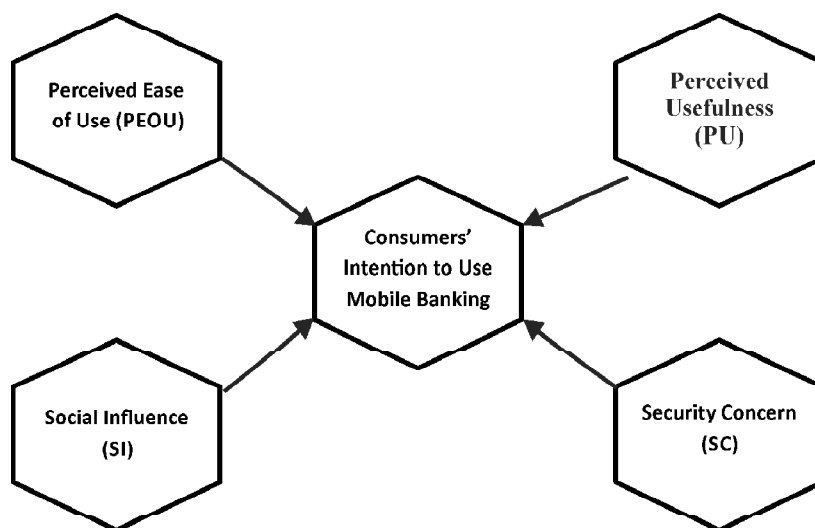 Perceived Ease
of Use (PEOU)
Perceived
Usefulness
(PU)
Consumers’
Intention to Use
Mobile Banking
Social Influence
(SI)
Security Concern
(SC)